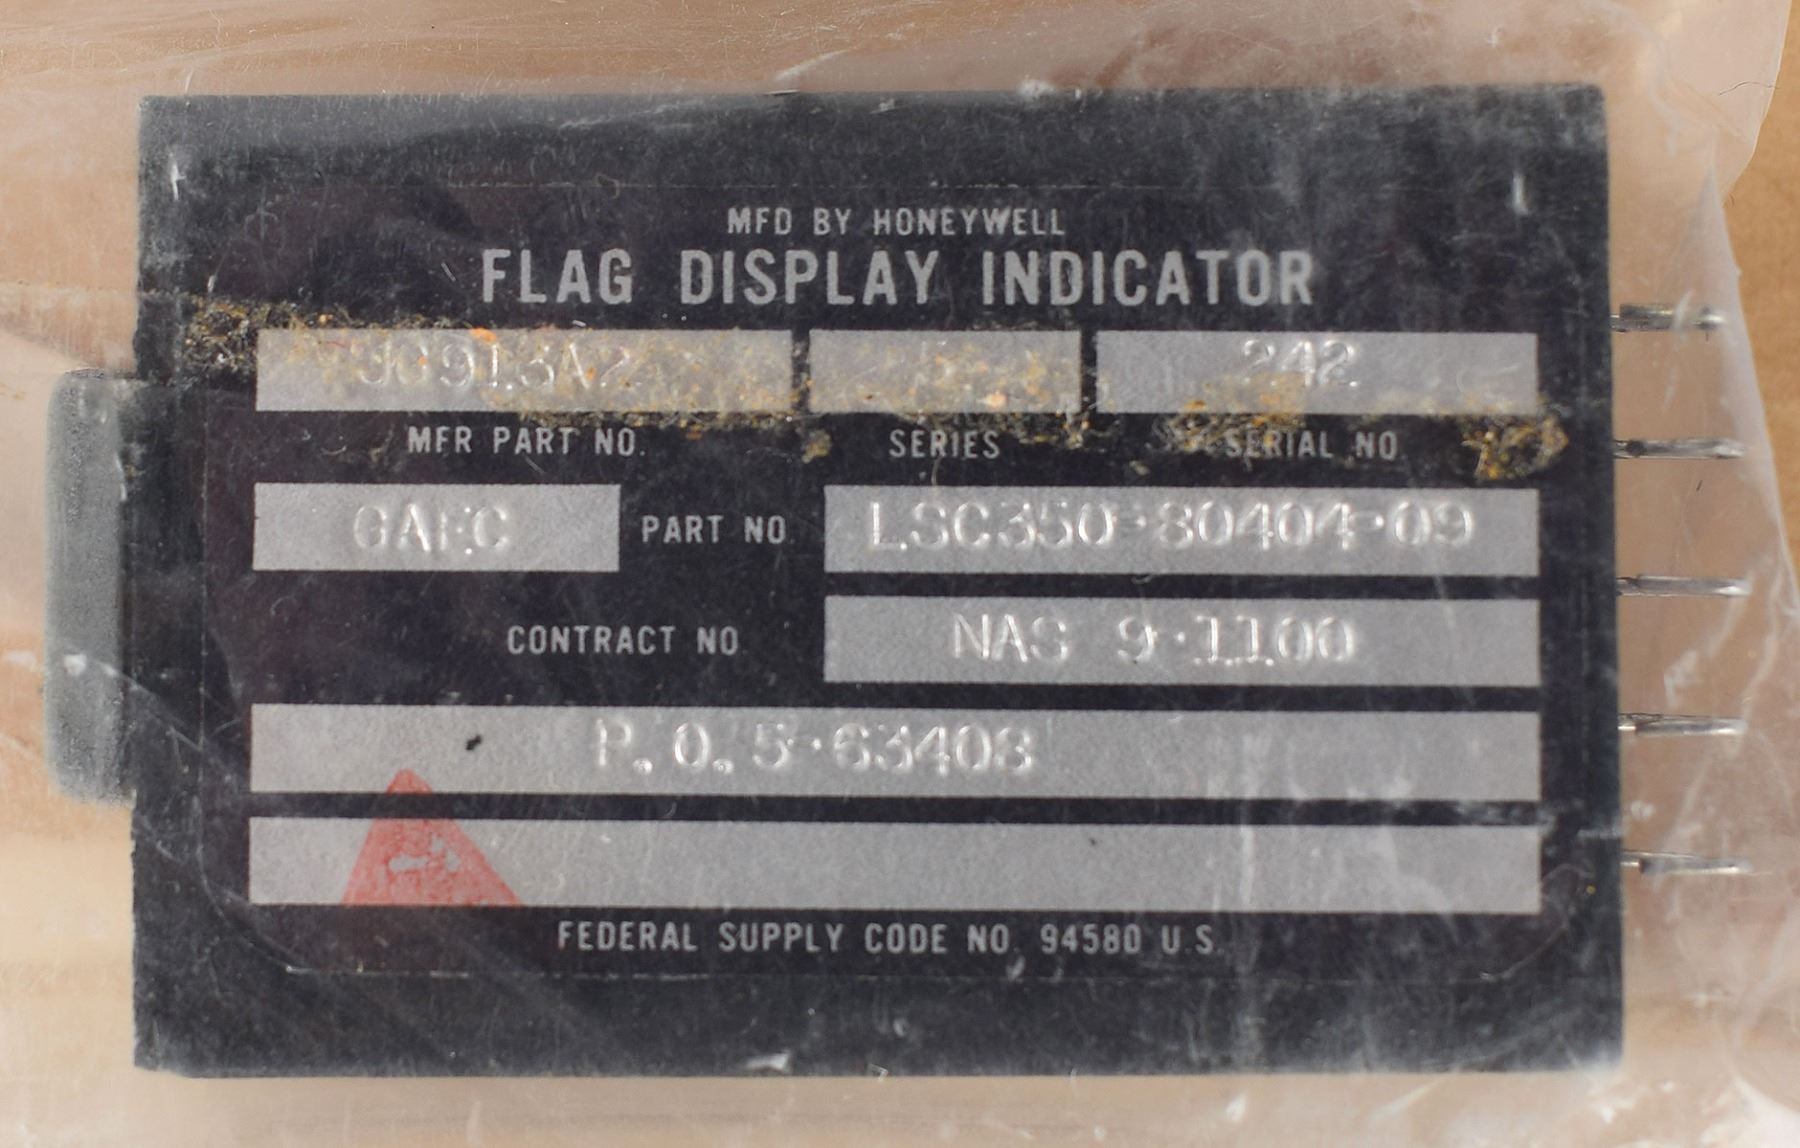 MFD BY HONEYWELL
FLAG DISPLAY INDICATOR
242
MFR PART NO. SERIES SERIAL NO.
GAEC PART NO. LSC350-80404-09
CONTRACT NO. NAS 9-1100
P.O. 5-63408
FEDERAL SUPPLY CODE NO. 94580 U.S.